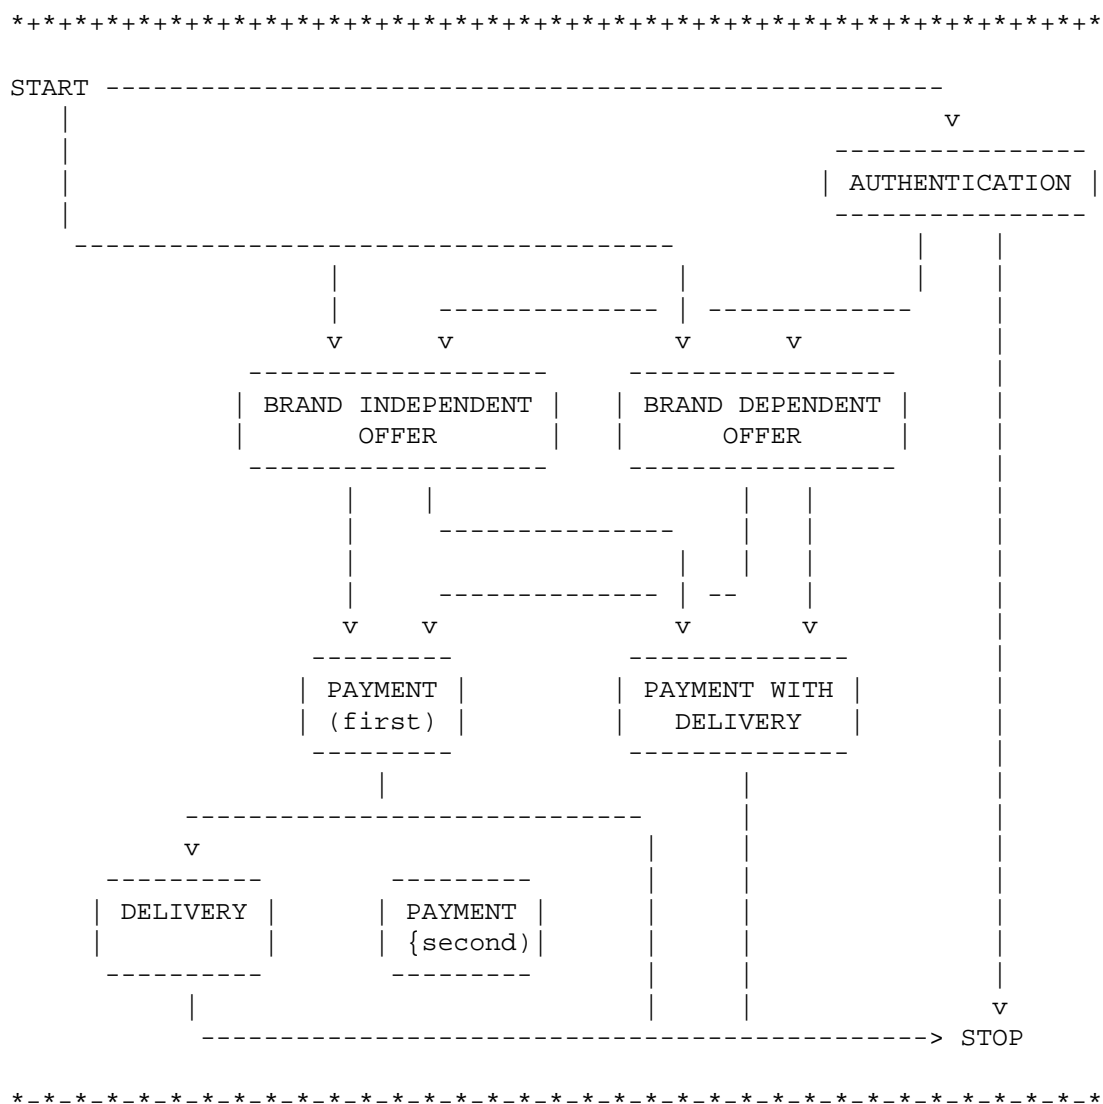 *+*+*+*+*+*+*+*+*+*+*+*+*+*+*+*+*+*+*+*+*+*+*+*+*+*+*+*+*+*+*+*+*+*+*
START -----------------------------------------------------
|                                                        v
|                                                 ----------------
|                                                | AUTHENTICATION |
|                                                 ----------------
--------------------------------------                |    |
|                     |              |    |
|      -------------- | -------------     |
v      v              v      v            |
-------------------     -----------------       |
| BRAND INDEPENDENT |   | BRAND DEPENDENT |      |
|       OFFER       |   |      OFFER      |      |
-------------------     -----------------       |
|    |                   |   |           |
|    ---------------     |   |           |
|                    |   |   |           |
|     -------------- | --    |           |
v    v               v       v           |
---------           --------------         |
| PAYMENT |         | PAYMENT WITH |        |
| (first) |         |   DELIVERY   |        |
---------           --------------         |
|                      |               |
-----------------------------       |               |
v                             |     |               |
----------        ---------       |     |               |
| DELIVERY |      | PAYMENT |      |     |               |
|          |      | {second)|      |     |               |
----------        ---------       |     |               |
|                            |     |               v
----------------------------------------------> STOP
*-*-*-*-*-*-*-*-*-*-*-*-*-*-*-*-*-*-*-*-*-*-*-*-*-*-*-*-*-*-*-*-*-*-*